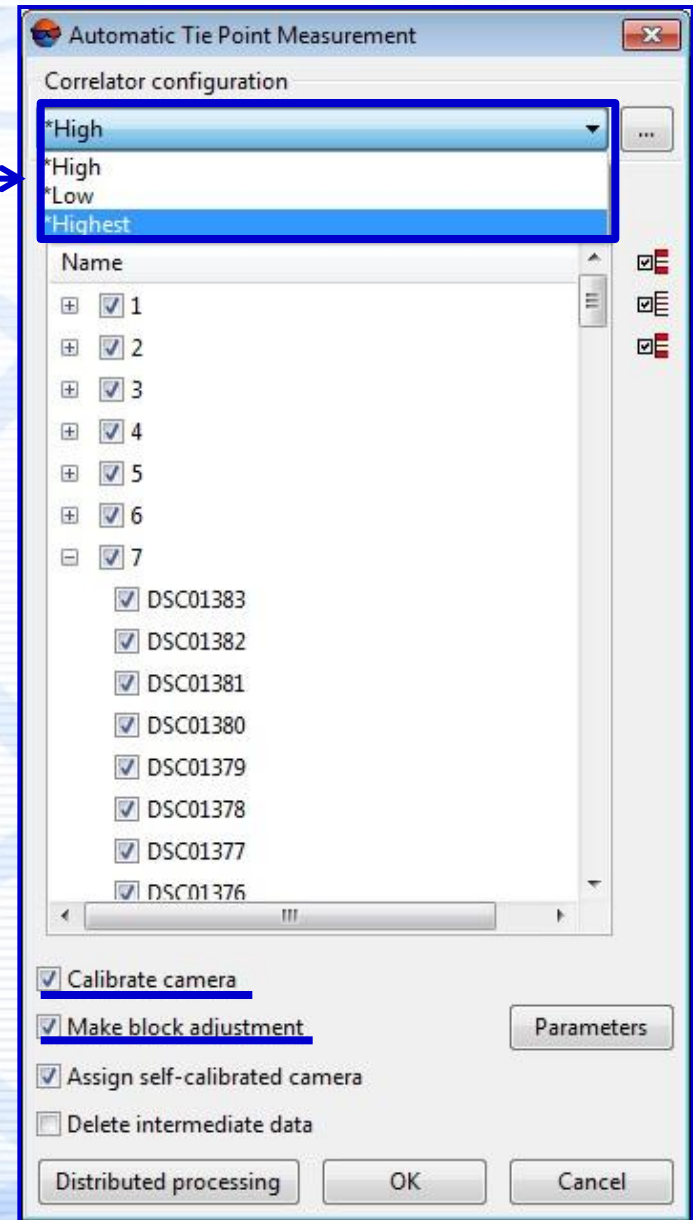 Automatic Tie Point Measurement
Correlator configuration
*High
...
*High
*Low
*Highest
Name
1
2
3
4
5
6
7
DSC01383
DSC01382
DSC01381
DSC01380
DSC01379
DSC01378
DSC01377
DSC01376
Calibrate camera
Make block adjustment
Parameters
Assign self-calibrated camera
Delete intermediate data
Distributed processing
OK
Cancel